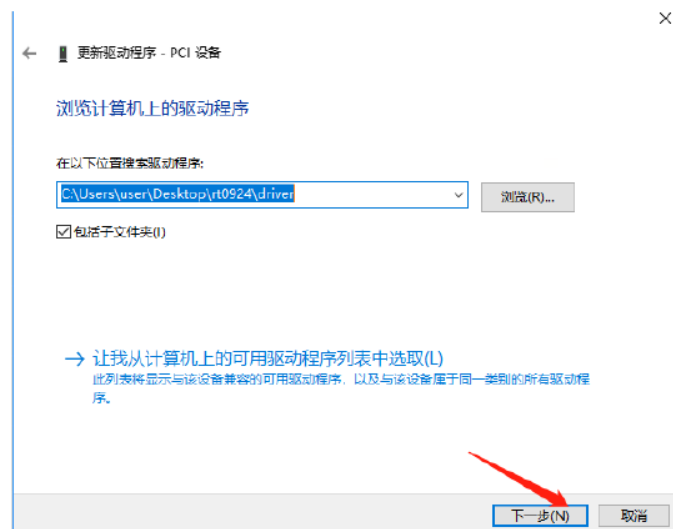 更新驱动程序 - PCI 设备
浏览计算机上的驱动程序
在以下位置搜索驱动程序:
C:\Users\user\Desktop\rt0924\driver
浏览(R)...
包括子文件夹(I)
让我从计算机上的可用驱动程序列表中选取(L)
此列表将显示与该设备兼容的可用驱动程序，以及与该设备属于同一类别的所有驱动程
序。
下一步(N)
取消